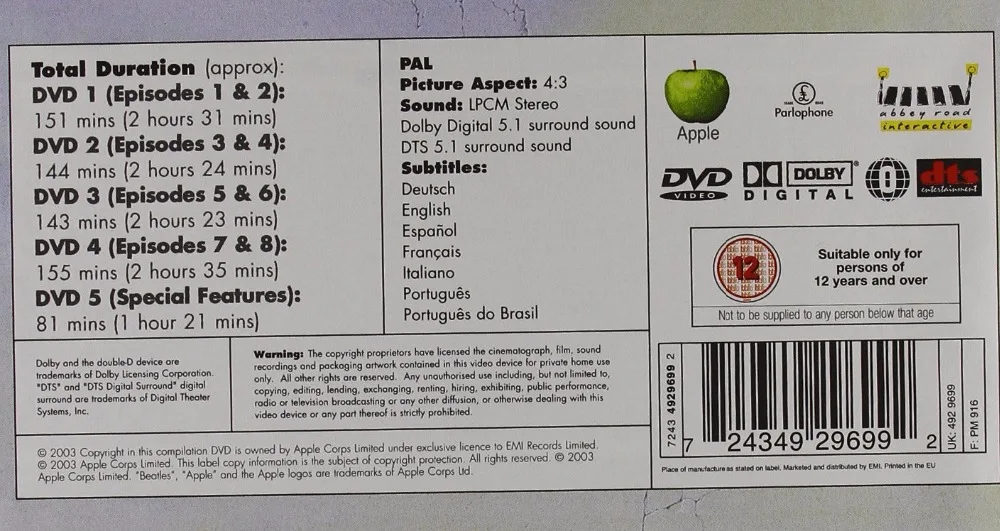 Total Duration (approx):
DVD 1 (Episodes 1 & 2):
151 mins (2 hours 31 mins)
DVD 2 (Episodes 3 & 4):
144 mins (2 hours 24 mins)
DVD 3 (Episodes 5 & 6):
143 mins (2 hours 23 mins)
DVD 4 (Episodes 7 & 8):
155 mins (2 hours 35 mins)
DVD 5 (Special Features):
81 mins (1 hour 21 mins)
PAL
Picture Aspect: 4:3
Sound: LPCM Stereo
Dolby Digital 5.1 surround sound
DTS 5.1 surround sound
Subtitles:
Deutsch
English
Español
Français
Italiano
Português
Português do Brasil
Apple
£
Parlophone
abbey road
interactive
DVD
VIDEO
DOLBY
DIGITAL
0
dts
entertainment
12
Suitable only for
persons of
12 years and over
Not to be supplied to any person below that age
Dolby and the double-D device are
trademarks of Dolby Licensing Corporation.
"DTS" and "DTS Digital Surround" digital
surround are trademarks of Digital Theater
Systems, Inc.
Warning: The copyright proprietors have licensed the cinematograph, film, sound
recordings and packaging artwork contained in this video device for private home use
only. All other rights are reserved. Any unauthorised use including, but not limited to,
copying, editing, lending, exchanging, renting, hiring, exhibiting, public performance,
radio or television broadcasting or any other diffusion, or otherwise dealing with this
video device or any part thereof is strictly prohibited.
© 2003 Copyright in this compilation DVD is owned by Apple Corps Limited under exclusive licence to EMI Records Limited.
© 2003 Apple Corps Limited. This label copy information is the subject of copyright protection. All rights reserved. © 2003
Apple Corps Limited. "Beatles", "Apple" and the Apple logos are trademarks of Apple Corps Ltd.
7243 4929699 2
7 24349 29699 2
UK: 492 9699
F: PM 916
Place of manufacture as stated on label. Marketed and distributed by EMI. Printed in the EU